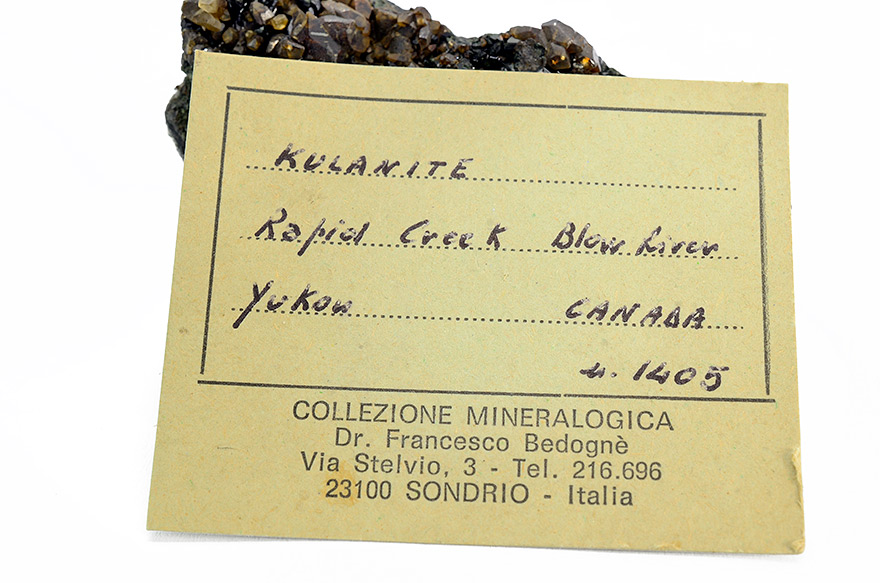 KULANITE
Rapid Creek Blow River
YUKON CANADA
n. 1405
COLLEZIONE MINERALOGICA
Dr. Francesco Bedognè
Via Stelvio, 3 - Tel. 216.696
23100 SONDRIO - Italia